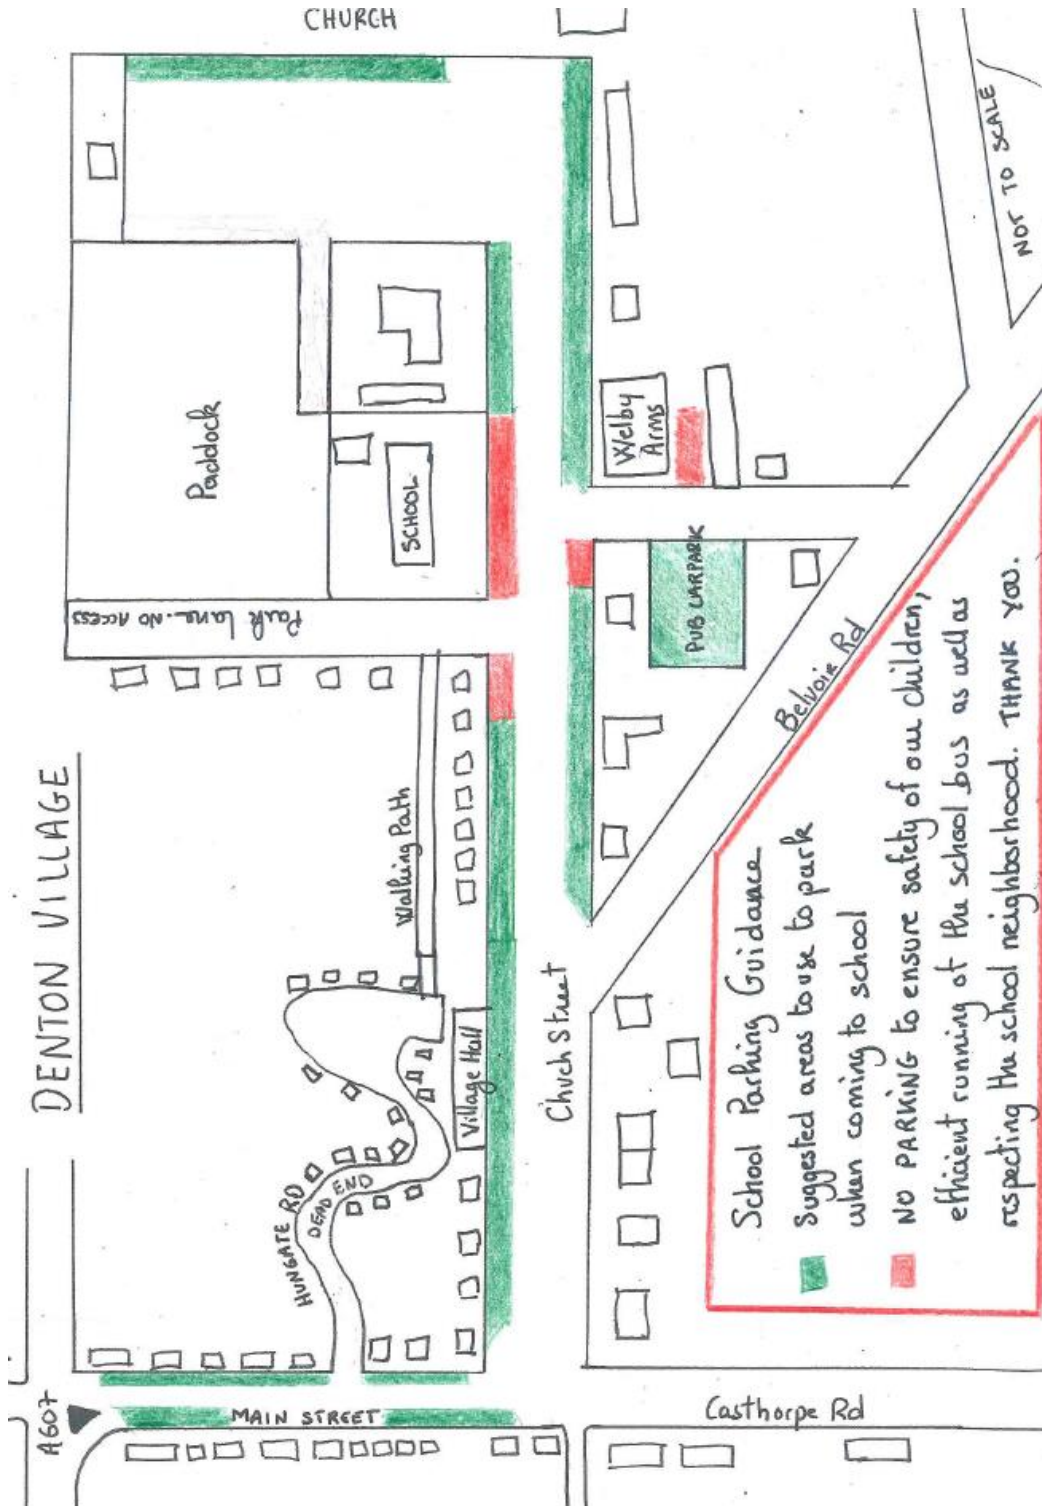 DENTON VILLAGE
CHURCH
NOT TO SCALE
Paddock
SCHOOL
Welby
Arms
PUB CARPARK
Park Lane - NO ACCESS
Belvoir Rd
Walking Path
Village Hall
Church Street
HUNGATE RD
DEAD END
A607
MAIN STREET
Casthorpe Rd
School Parking Guidance
Suggested areas to use to park
when coming to school
NO PARKING to ensure safety of our children,
efficient running of the school bus as well as
respecting the school neighborhood. THANK YOU.